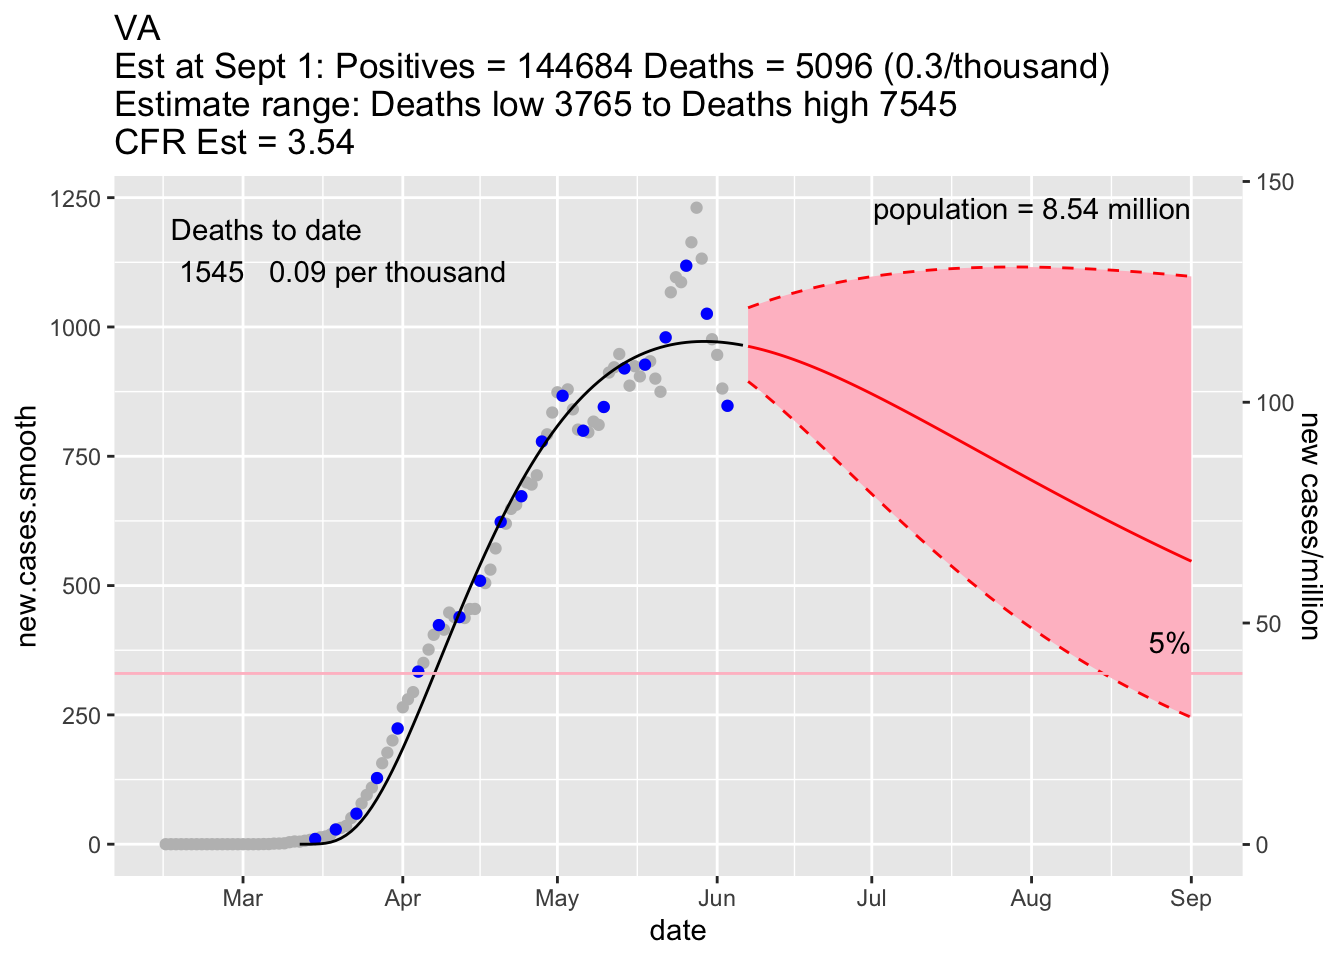 VA
Est at Sept 1: Positives = 144684 Deaths = 5096 (0.3/thousand)
Estimate range: Deaths low 3765 to Deaths high 7545
CFR Est = 3.54
Deaths to date
1545 0.09 per thousand
population = 8.54 million
5%
1250
1000
750
500
250
0
new.cases.smooth
150
100
50
0
new cases/million
Mar Apr May Jun Jul Aug Sep
date